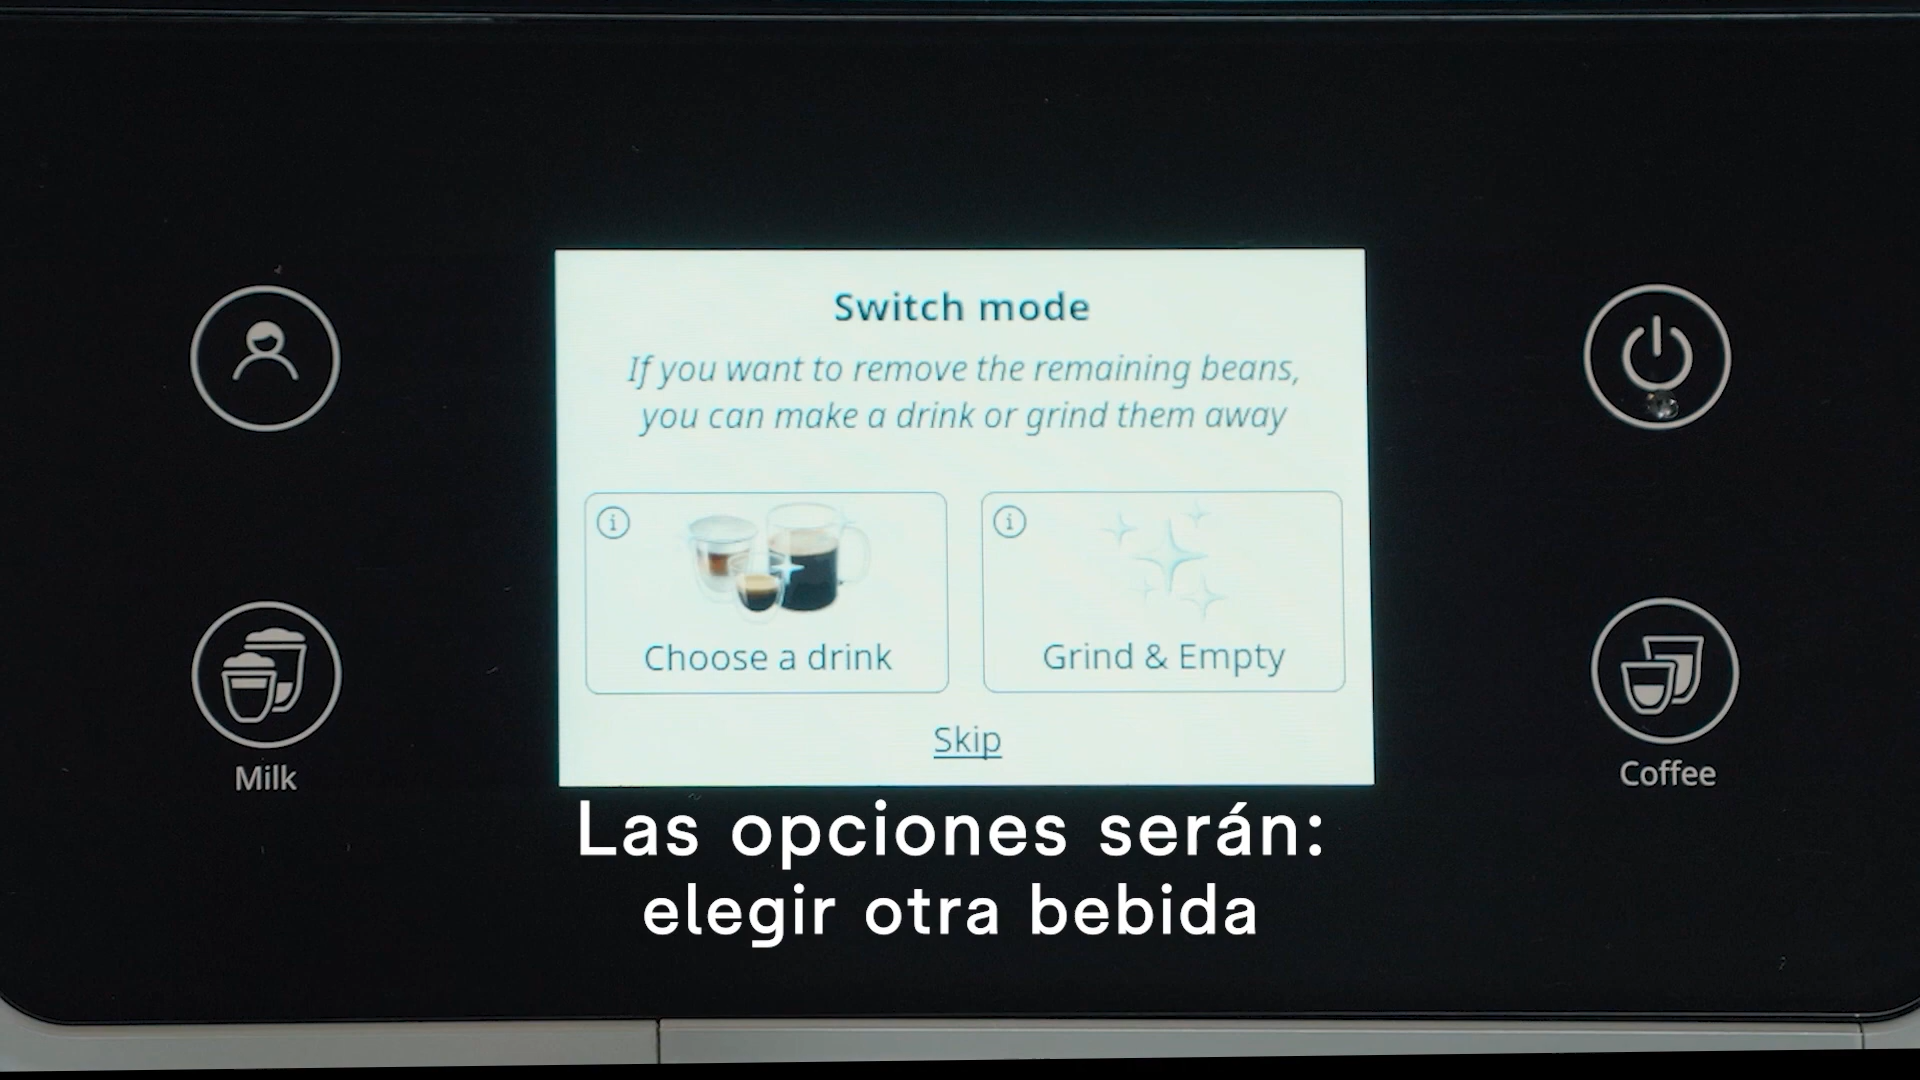 Switch mode
If you want to remove the remaining beans,
you can make a drink or grind them away
Choose a drink
Grind & Empty
Skip
Milk
Coffee
Las opciones serán:
elegir otra bebida